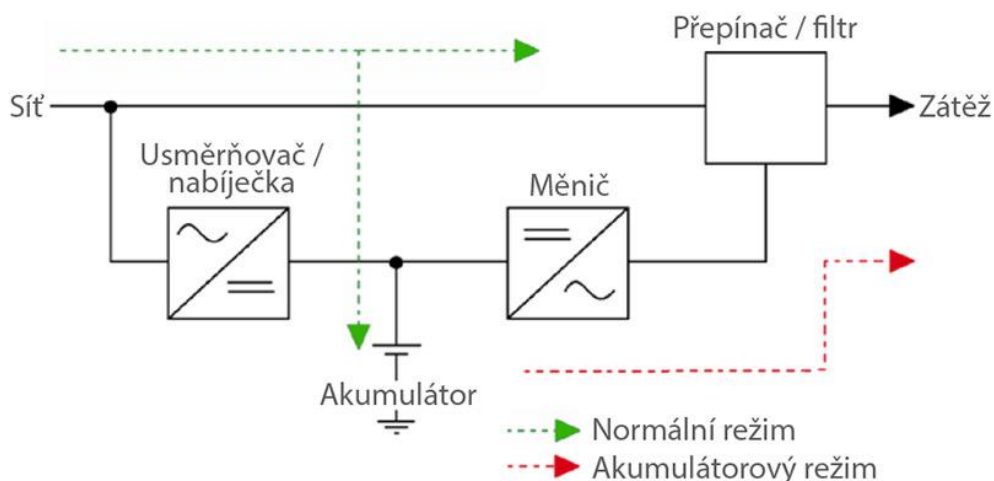 Přepínač / filtr
Síť
Zátěž
Usměrňovač /
nabíječka
Měnič
Akumulátor
Normální režim
Akumulátorový režim